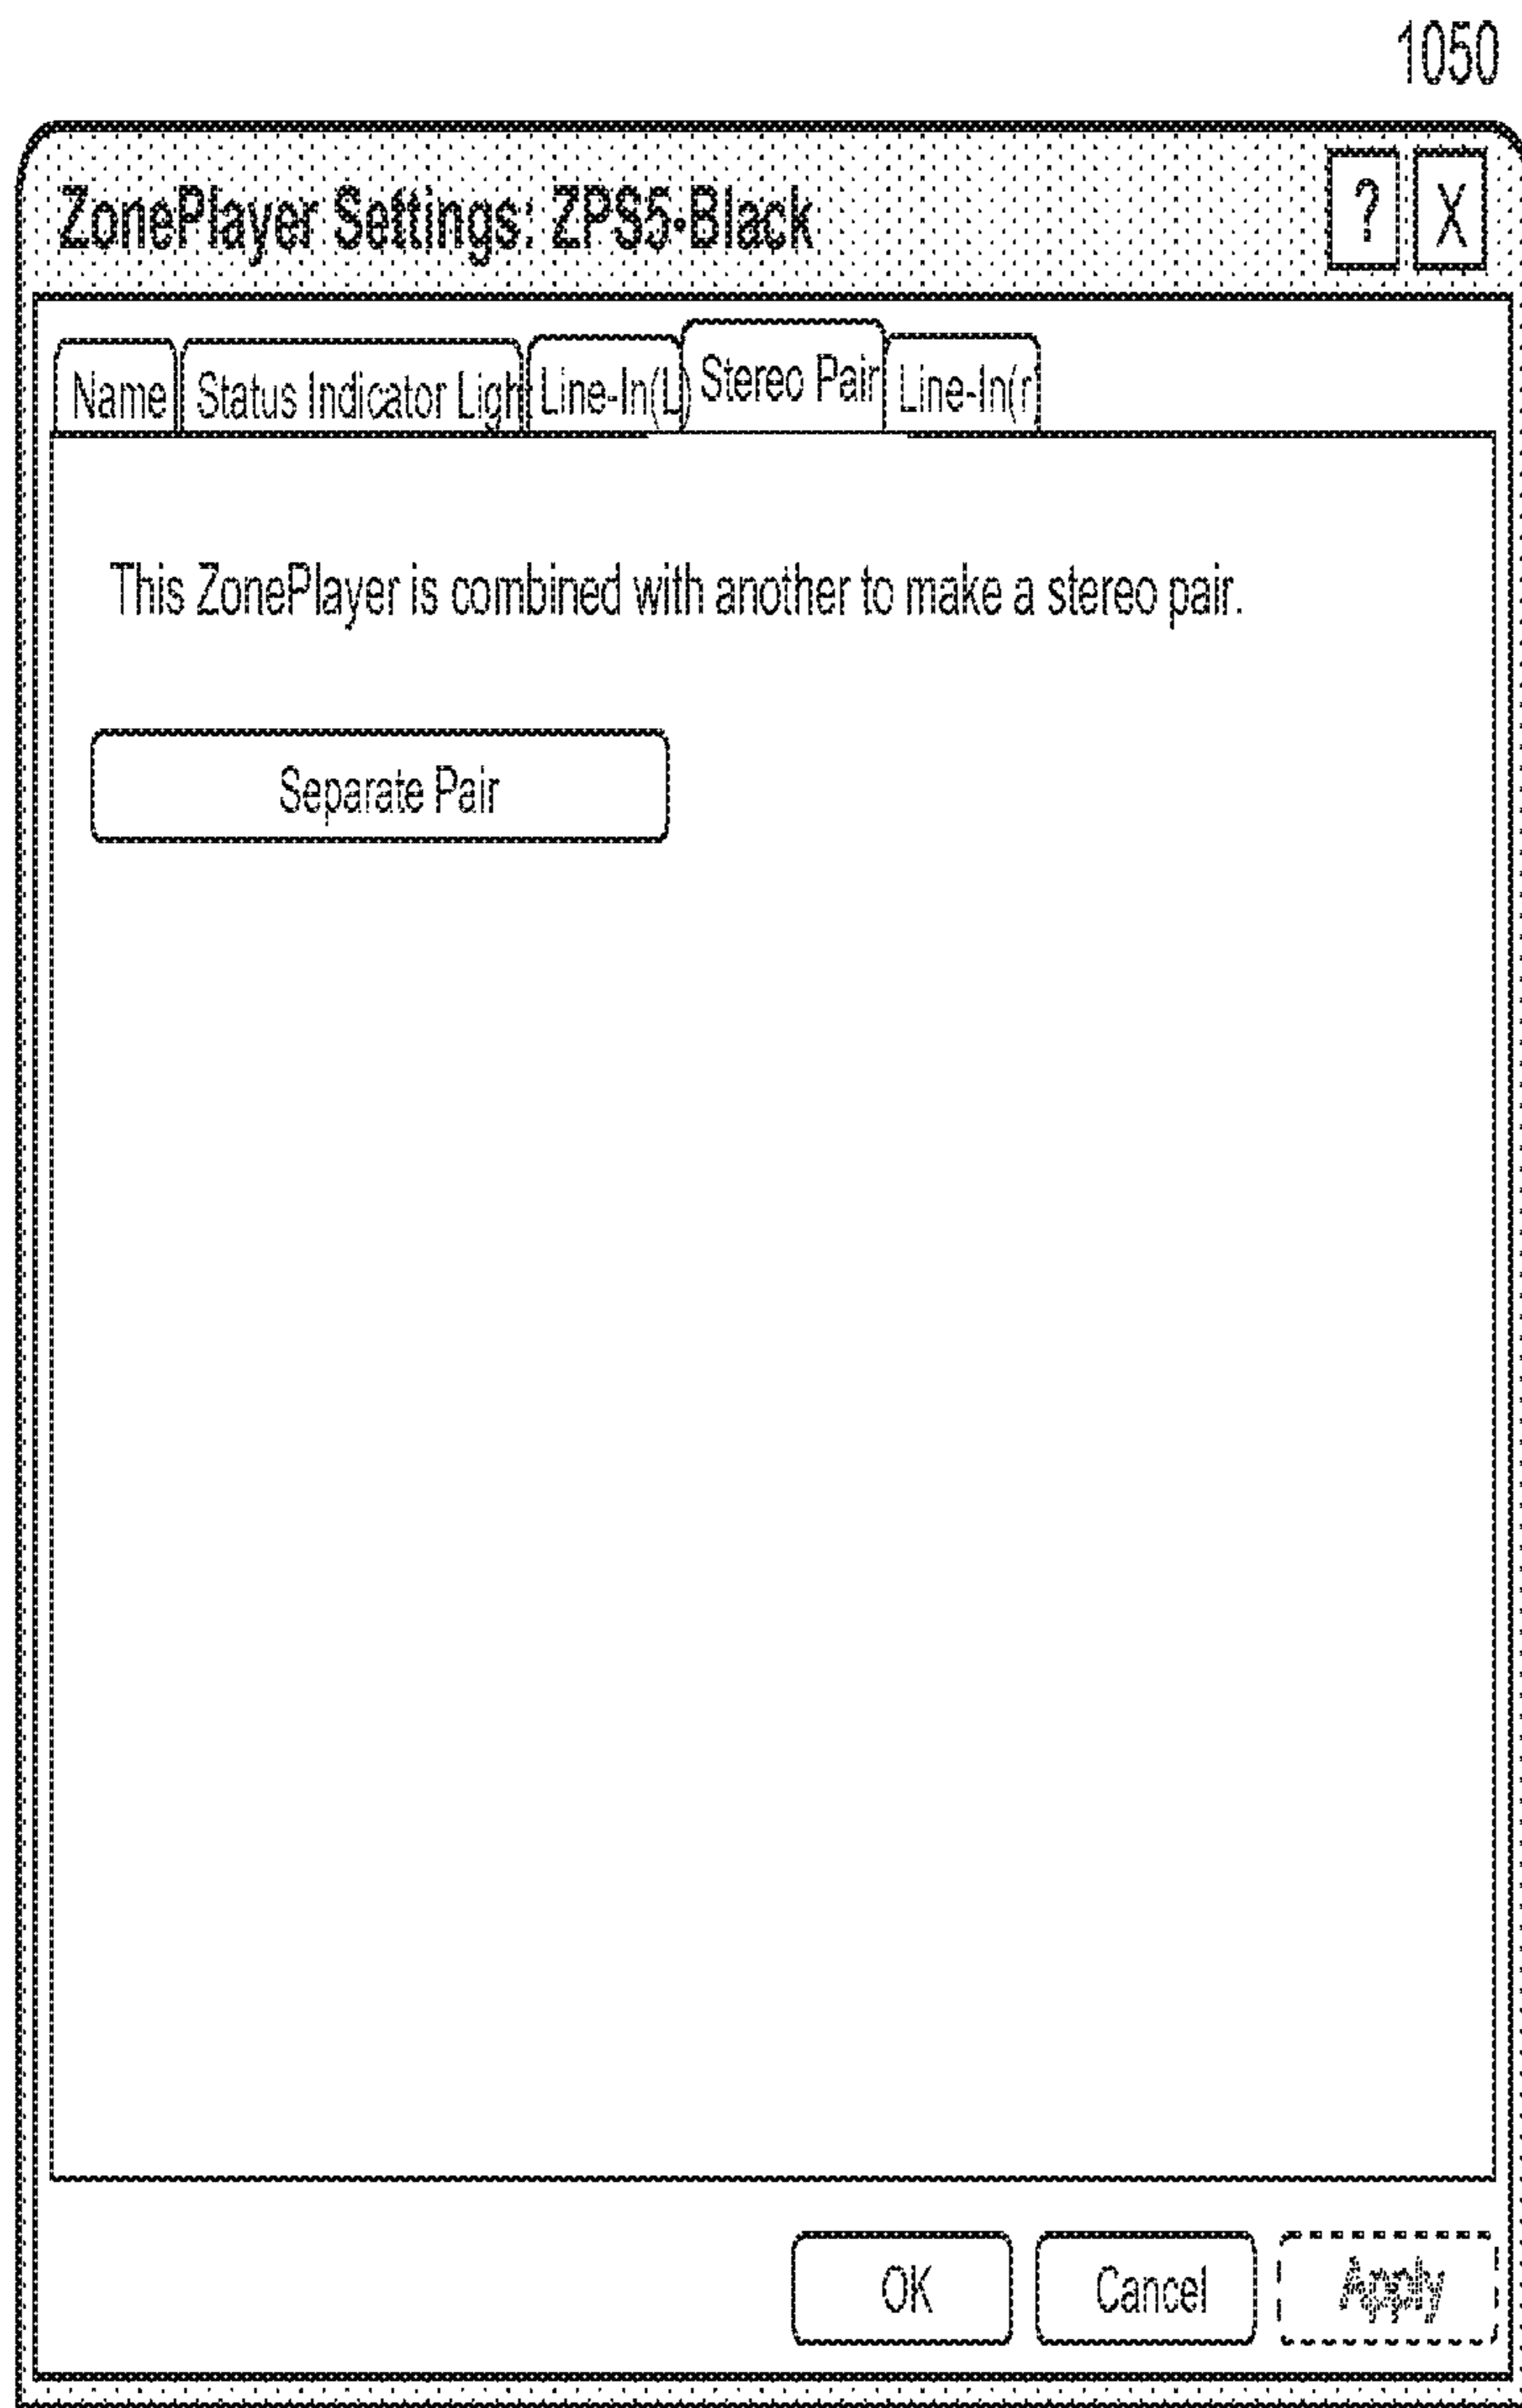 1050
ZonePlayer Settings: ZPS5-Black ? X
Name Status Indicator Ligh Line-In(L) Stereo Pair Line-In(r)
This ZonePlayer is combined with another to make a stereo pair.
Separate Pair
OK Cancel Apply